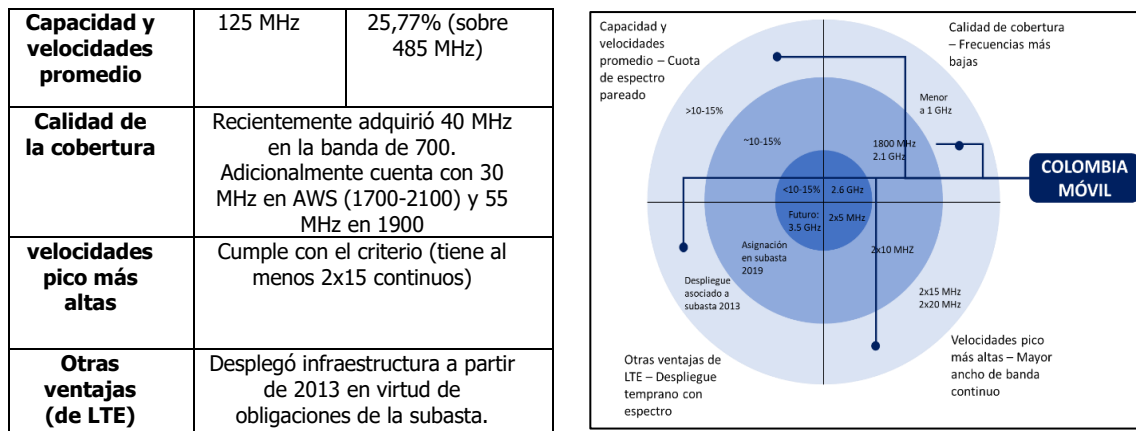 Capacidad y
velocidades
promedio
125 MHz
25,77% (sobre
485 MHz)
Calidad de
la cobertura
Recientemente adquirió 40 MHz
en la banda de 700.
Adicionalmente cuenta con 30
MHz en AWS (1700-2100) y 55
MHz en 1900
velocidades
pico más
altas
Cumple con el criterio (tiene al
menos 2x15 continuos)
Otras
ventajas
(de LTE)
Desplegó infraestructura a partir
de 2013 en virtud de
obligaciones de la subasta.
Capacidad y
velocidades
promedio – Cuota
de espectro
pareado
Calidad de cobertura
– Frecuencias más
bajas
>10-15%
Menor
a 1 GHz
~10-15%
1800 MHz
2.1 GHz
COLOMBIA
MÓVIL
<10-15%
2.6 GHz
Futuro:
3.5 GHz
2x5 MHz
Asignación
en subasta
2019
2x10 MHZ
Despliegue
asociado a
subasta 2013
2x15 MHz
2x20 MHz
Otras ventajas de
LTE – Despliegue
temprano con
espectro
Velocidades pico
más altas – Mayor
ancho de banda
continuo